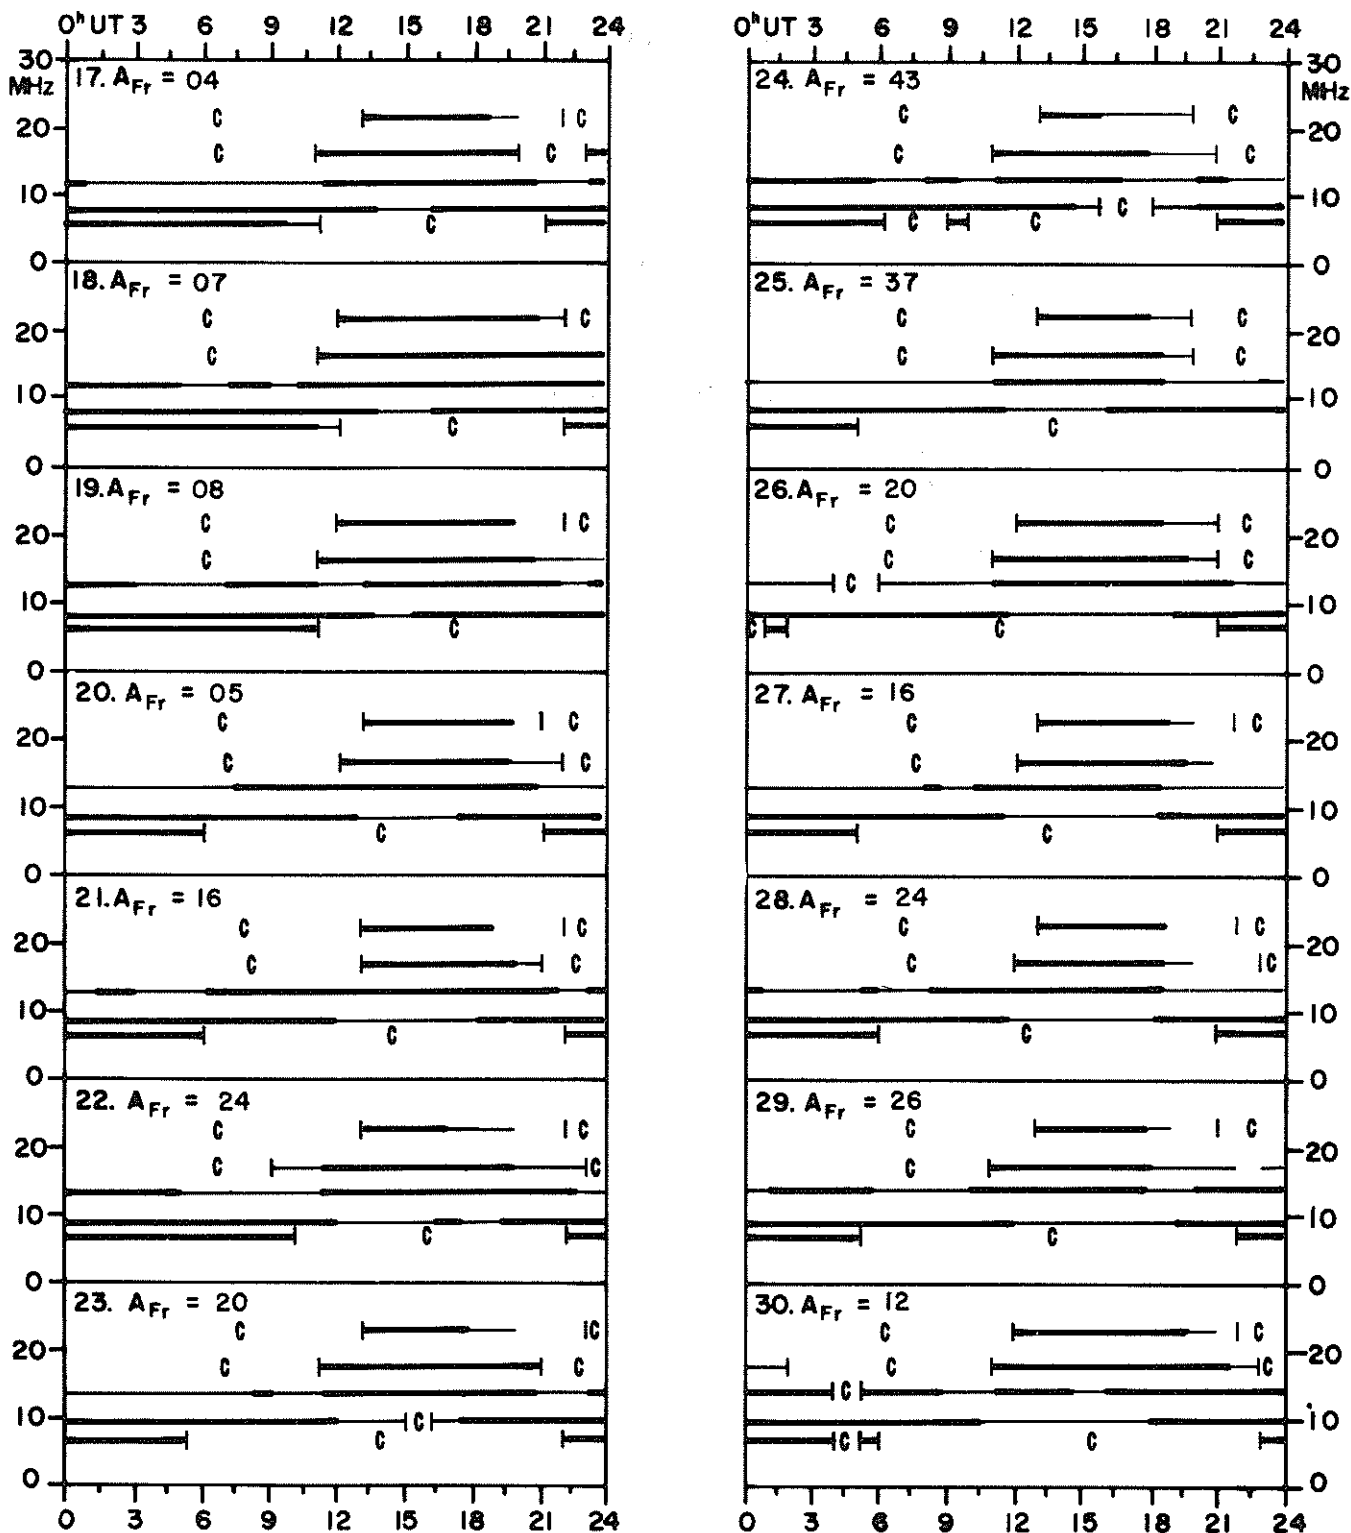 0ʰ UT 3 6 9 12 15 18 21 24
30
MHz
17. A_Fr = 04
C I C
20
C C
10
C
0
18. A_Fr = 07
C C
20
C
10
C
0
19. A_Fr = 08
C I C
20
C
10
C
0
20. A_Fr = 05
C I C
20
C C
10
C
0
21. A_Fr = 16
C I C
20
C C
10
C
0
22. A_Fr = 24
C I C
20
C C
10
C
0
23. A_Fr = 20
C I C
20
C C
10
C
C
0
0 3 6 9 12 15 18 21 24
0ʰ UT 3 6 9 12 15 18 21 24
30
24. A_Fr = 43
MHz
C C
20
C C
10
C
C C
0
25. A_Fr = 37
C C
20
C C
10
C
0
26. A_Fr = 20
C C
20
C C
C
10
C C
0
27. A_Fr = 16
C I C
20
C
10
C
0
28. A_Fr = 24
C I C
20
C I C
10
C
0
29. A_Fr = 26
C I C
20
C
10
C
0
30. A_Fr = 12
C I C
20
C C
C
10
C C
0
0 3 6 9 12 15 18 21 24